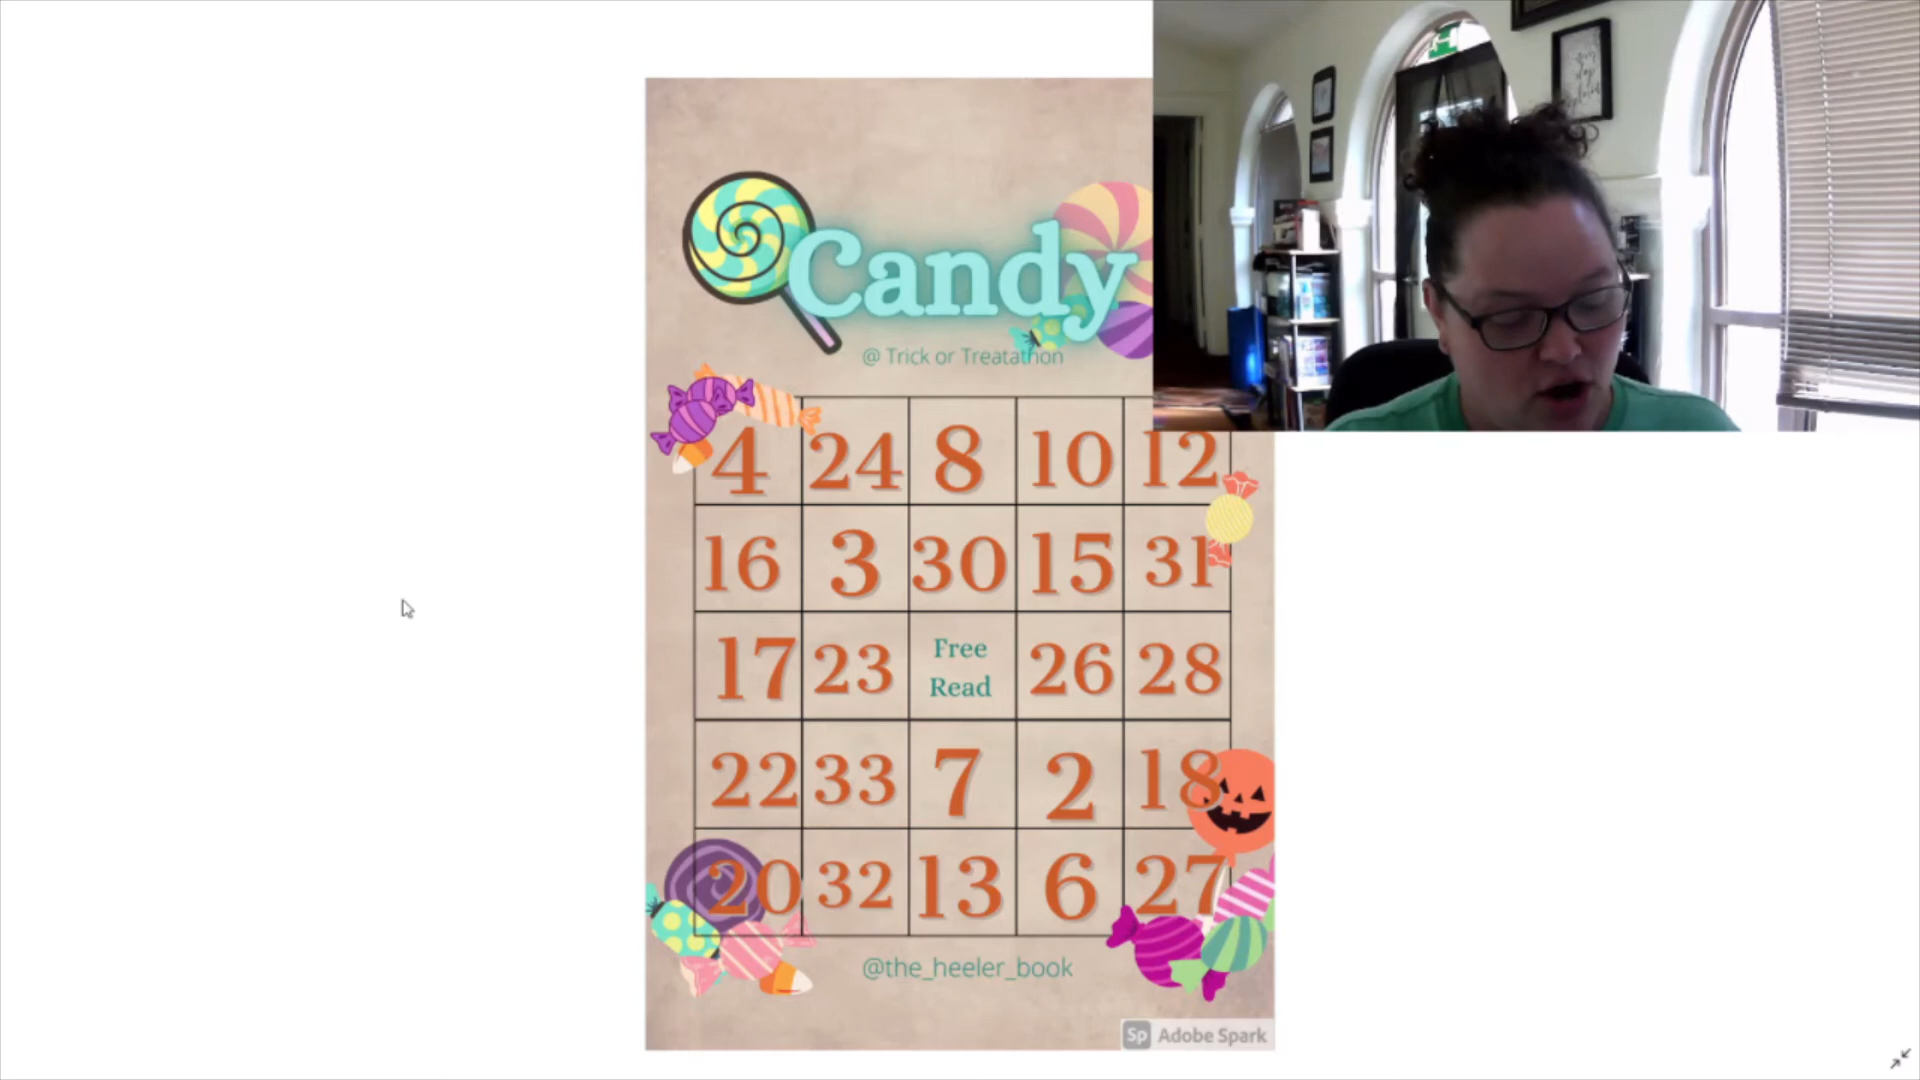 Candy
@ Trick or Treatathon
4 24 8 10 12
16 3 30 15 31
17 23 Free Read 26 28
22 33 7 2 18
20 32 13 6 27
@the_heeler_book
Sp Adobe Spark